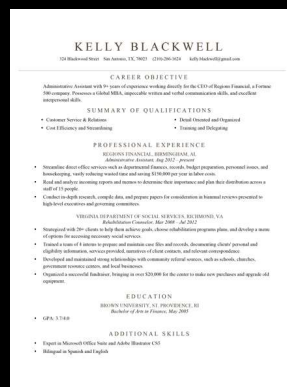 KELLY BLACKWELL
324 Blackwood Street San Antonio, TX, 76023 (210)-286-1624 kelly.blackwell@gmail.com
CAREER OBJECTIVE
Administrative Assistant with 9+ years of experience working directly for the CEO of Regions Financial, a Fortune
500 company. Possesses a Global MBA, impeccable written and verbal communication skills, and excellent
interpersonal skills.
SUMMARY OF QUALIFICATIONS
• Customer Service & Relations
• Detail Oriented and Organized
• Cost Efficiency and Streamlining
• Training and Delegating
PROFESSIONAL EXPERIENCE
REGIONS FINANCIAL, BIRMINGHAM, AL
Administrative Assistant, Aug 2012 - present
• Streamline direct office services such as departmental finances, records, budget preparation, personnel issues, and
housekeeping, vastly reducing wasted time and saving $150,000 per year in labor costs.
• Read and analyze incoming reports and memos to determine their importance and plan their distribution across a
staff of 15 people
• Conduct in-depth research, compile data, and prepare papers for consideration in biannual reviews presented to
high-level executives and governing committees.
VIRGINIA DEPARTMENT OF SOCIAL SERVICES, RICHMOND, VA
Rehabilitation Counselor, Mar 2008 - Jul 2012
• Strategized with 20+ clients to help them achieve goals, choose rehabilitation programs plans, and develop a menu
of options for accessing necessary social services.
• Trained a team of 4 interns to prepare and maintain case files and records, documenting clients' personal and
eligibility information, services provided, narratives of client contacts, and relevant correspondence
• Developed and maintained strong relationships with community referral sources, such as schools, churches,
government resource centers, and local businesses
• Organized a successful fundraiser, bringing in over $20,000 for the center to make new purchases and upgrade old
equipment.
EDUCATION
BROWN UNIVERSITY, ST. PROVIDENCE, RI
Bachelor of Arts in Finance, May 2005
• GPA: 3.7/4.0
ADDITIONAL SKILLS
• Expert in Microsoft Office Suite and Adobe Illustrator CS5
• Bilingual in Spanish and English